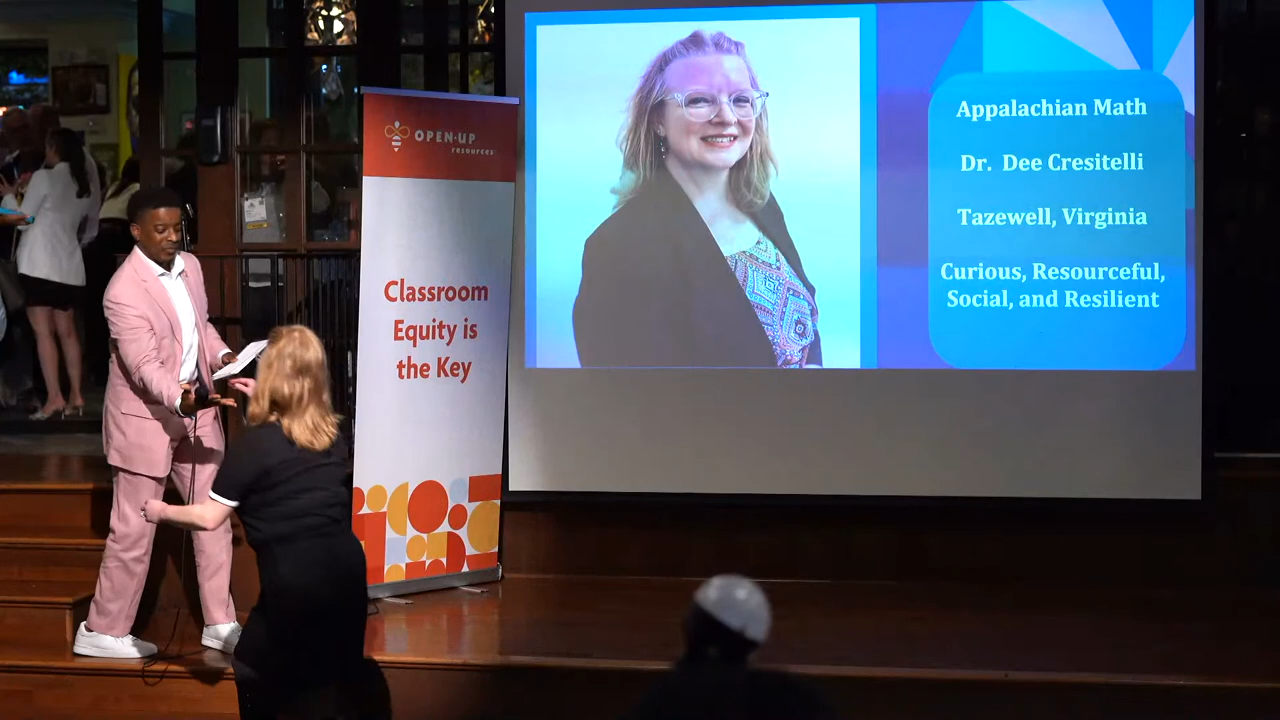 OPEN-UP
resources
Classroom
Equity is
the Key
Appalachian Math
Dr. Dee Cresitelli
Tazewell, Virginia
Curious, Resourceful,
Social, and Resilient